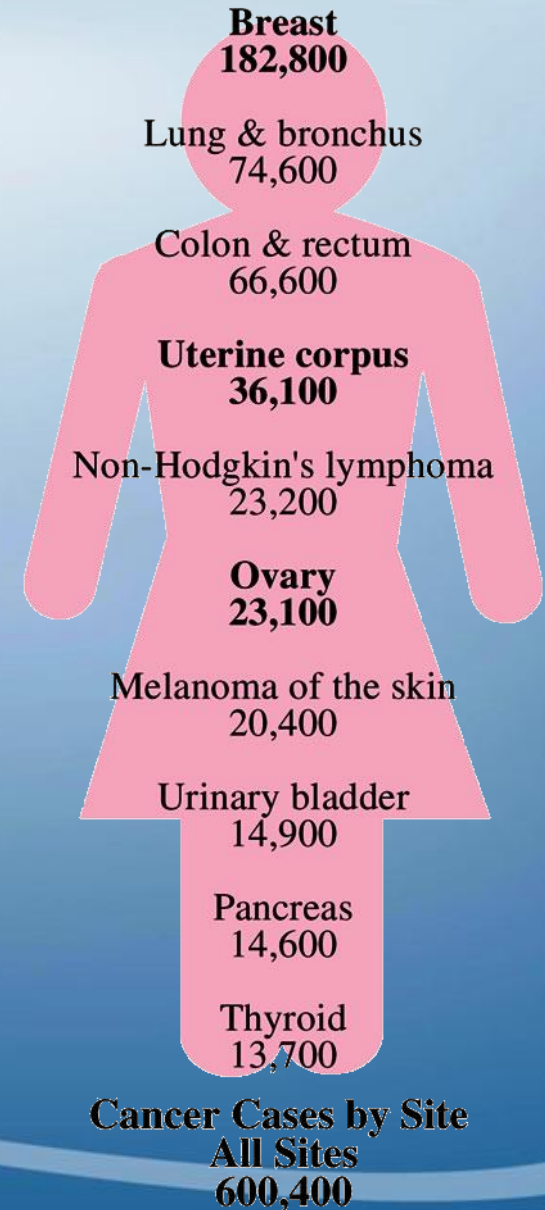 Breast
182,800
Lung & bronchus
74,600
Colon & rectum
66,600
Uterine corpus
36,100
Non-Hodgkin's lymphoma
23,200
Ovary
23,100
Melanoma of the skin
20,400
Urinary bladder
14,900
Pancreas
14,600
Thyroid
13,700
Cancer Cases by Site
All Sites
600,400